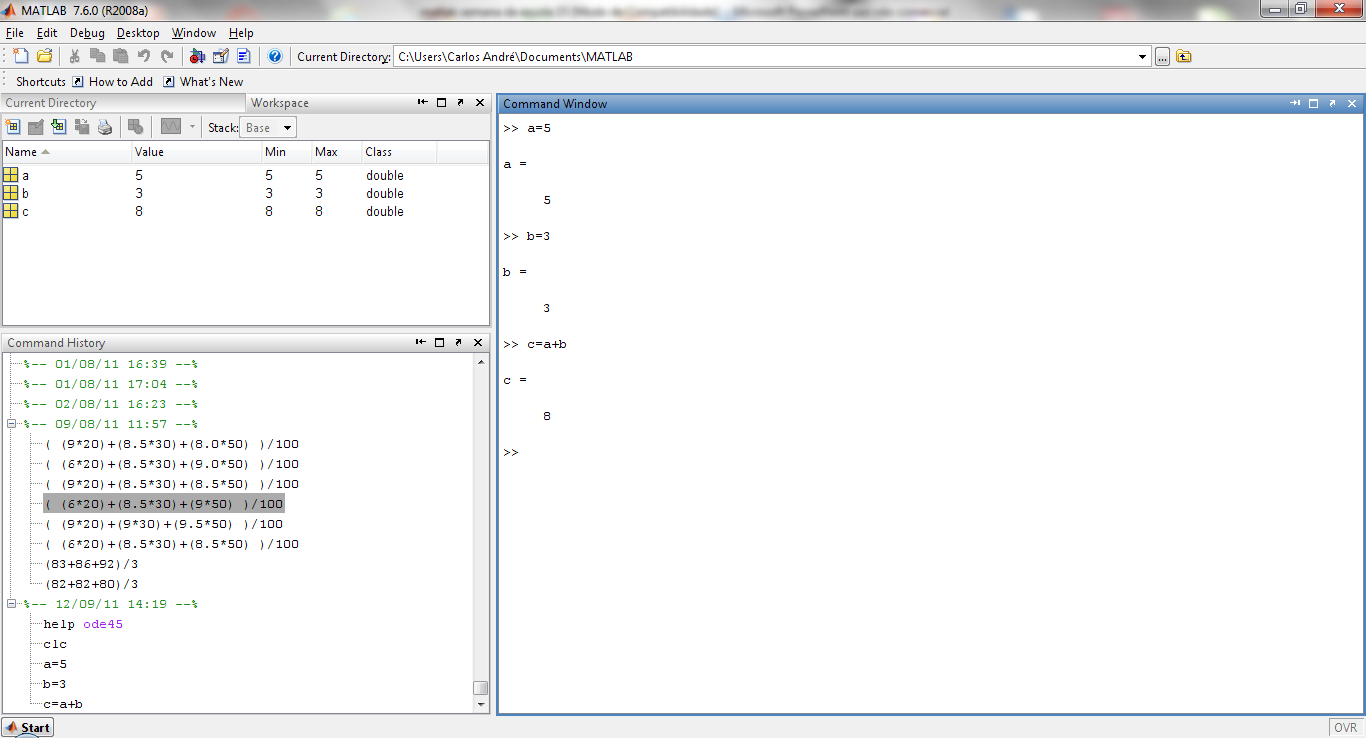 MATLAB 7.6.0 (R2008a)
File Edit Debug Desktop Window Help
Current Directory: C:\Users\Carlos André\Documents\MATLAB ...
Shortcuts How to Add What's New
Current Directory Workspace
Stack: Base
Name Value Min Max Class
a 5 5 5 double
b 3 3 3 double
c 8 8 8 double
Command History
%-- 01/08/11 16:39 --%
%-- 01/08/11 17:04 --%
%-- 02/08/11 16:23 --%
%-- 09/08/11 11:57 --%
( (9*20)+(8.5*30)+(8.0*50) )/100
( (6*20)+(8.5*30)+(9.0*50) )/100
( (9*20)+(8.5*30)+(8.5*50) )/100
( (6*20)+(8.5*30)+(9*50) )/100
( (9*20)+(9*30)+(9.5*50) )/100
( (6*20)+(8.5*30)+(8.5*50) )/100
(83+86+92)/3
(82+82+80)/3
%-- 12/09/11 14:19 --%
help ode45
clc
a=5
b=3
c=a+b
Command Window
>> a=5
a =
5
>> b=3
b =
3
>> c=a+b
c =
8
>>
Start
OVR